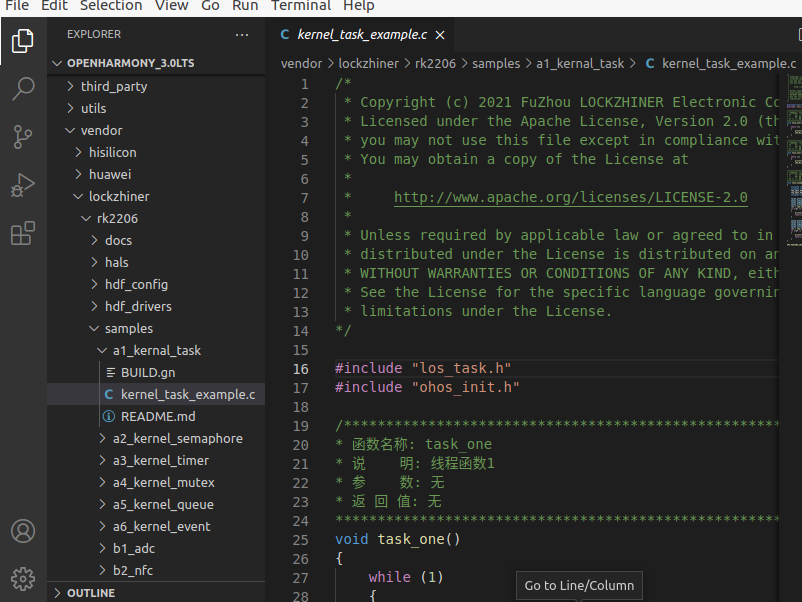 File Edit Selection View Go Run Terminal Help
EXPLORER
···
OPENHARMONY_3.0LTS
third_party
utils
vendor
hisilicon
huawei
lockzhiner
rk2206
docs
hals
hdf_config
hdf_drivers
samples
a1_kernal_task
BUILD.gn
C kernel_task_example.c
README.md
a2_kernel_semaphore
a3_kernel_timer
a4_kernel_mutex
a5_kernel_queue
a6_kernel_event
b1_adc
b2_nfc
OUTLINE
C kernel_task_example.c ×
vendor > lockzhiner > rk2206 > samples > a1_kernal_task > C kernel_task_example.c
1 /*
2 * Copyright (c) 2021 FuZhou LOCKZHINER Electronic Co
3 * Licensed under the Apache License, Version 2.0 (th
4 * you may not use this file except in compliance wit
5 * You may obtain a copy of the License at
6 *
7 * http://www.apache.org/licenses/LICENSE-2.0
8 *
9 * Unless required by applicable law or agreed to in
10 * distributed under the License is distributed on an
11 * WITHOUT WARRANTIES OR CONDITIONS OF ANY KIND, eith
12 * See the License for the specific language governin
13 * limitations under the License.
14 */
15
16 #include "los_task.h"
17 #include "ohos_init.h"
18
19 /****************************************************
20 * 函数名称: task_one
21 * 说    明: 线程函数1
22 * 参    数: 无
23 * 返 回 值: 无
24 *****************************************************
25 void task_one()
26 {
27 while (1)
28 {
Go to Line/Column